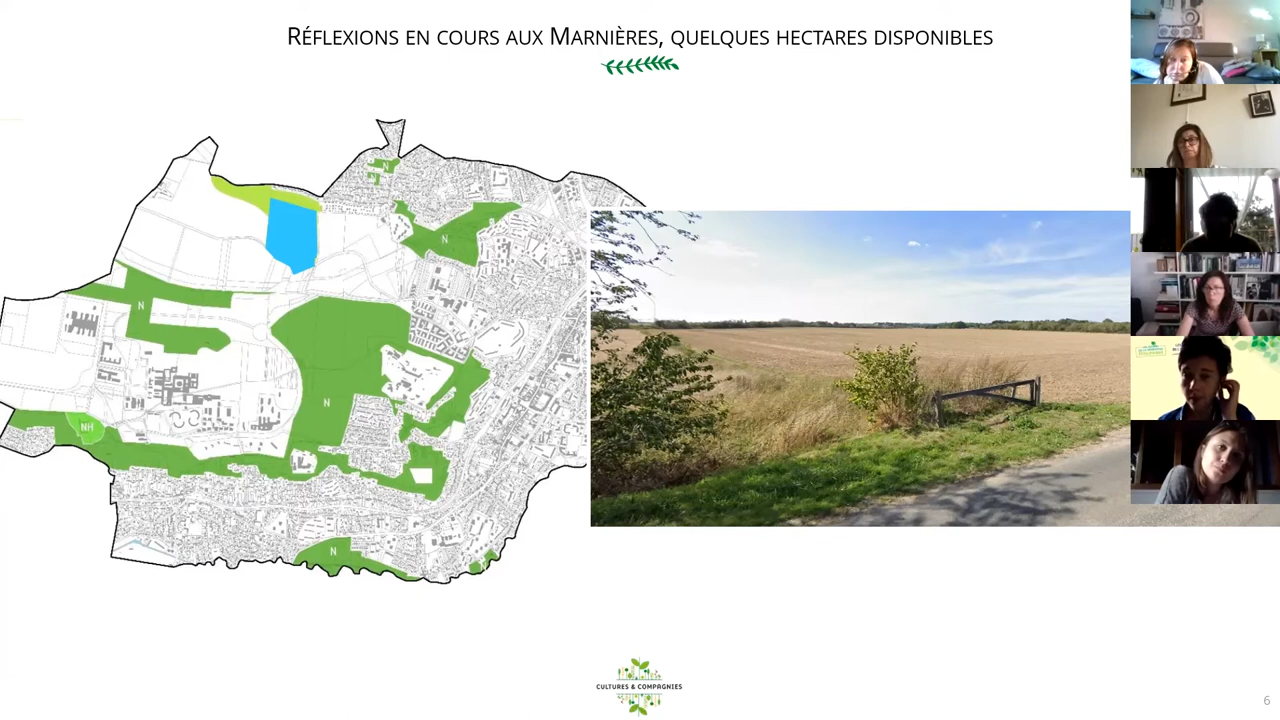 RÉFLEXIONS EN COURS AUX MARNIÈRES, QUELQUES HECTARES DISPONIBLES
N
N
N
N
NH
N
CULTURES & COMPAGNIES
6